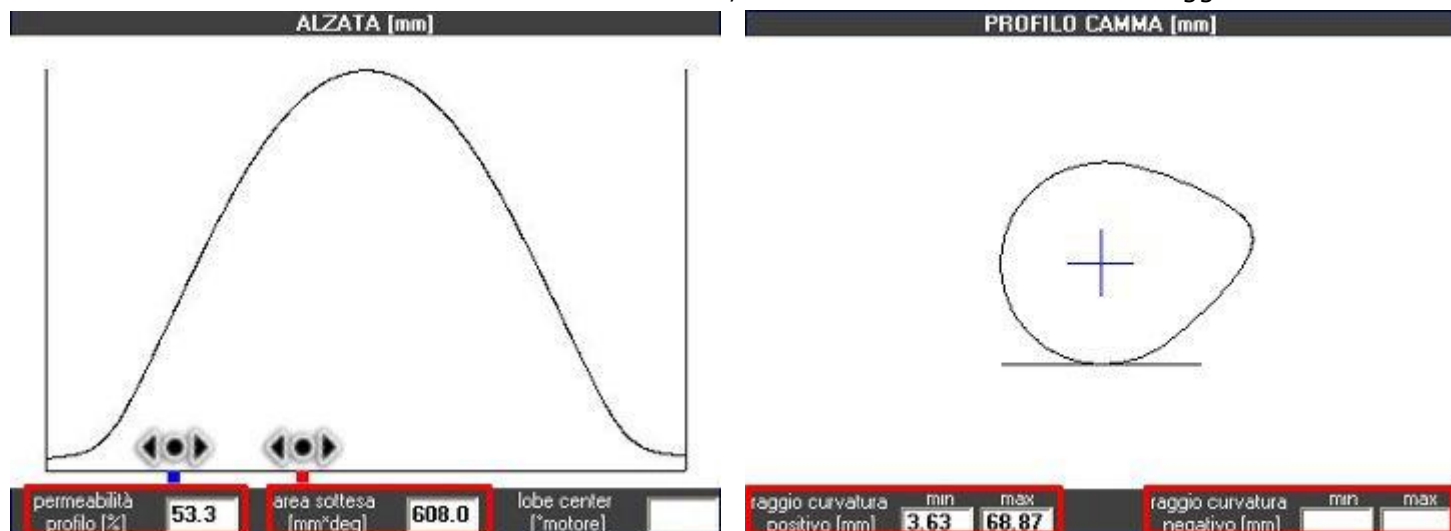 ALZATA [mm]
permeabilità
profilo [%]
53.3
area sottesa
[mm*deg]
608.0
lobe center
[°motore]
PROFILO CAMMA [mm]
raggio curvatura
positivo [mm]
min
max
3.63
68.87
raggio curvatura
negativo [mm]
min
max